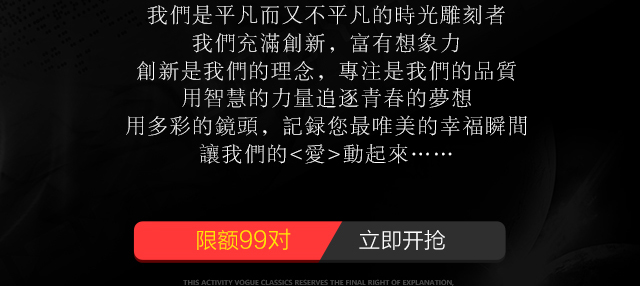 我們是平凡而又不平凡的時光雕刻者
我們充滿創新，富有想象力
創新是我們的理念，專注是我們的品質
用智慧的力量追逐青春的夢想
用多彩的鏡頭，記録您最唯美的幸福瞬間
讓我們的<愛>動起來……
限额99对 立即开抢
THIS ACTIVITY VOGUE CLASSICS RESERVES THE FINAL RIGHT OF EXPLANATION,